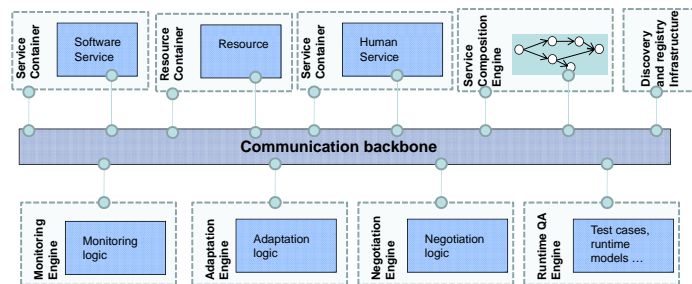 Service
Container
Software
Service
Resource
Container
Resource
Service
Container
Human
Service
Service
Composition
Engine
Discovery
and registry
Infrastructure
Communication backbone
Monitoring
Engine
Monitoring
logic
Adaptation
Engine
Adaptation
logic
Negotiation
Engine
Negotiation
logic
Runtime QA
Engine
Test cases,
runtime
models ...